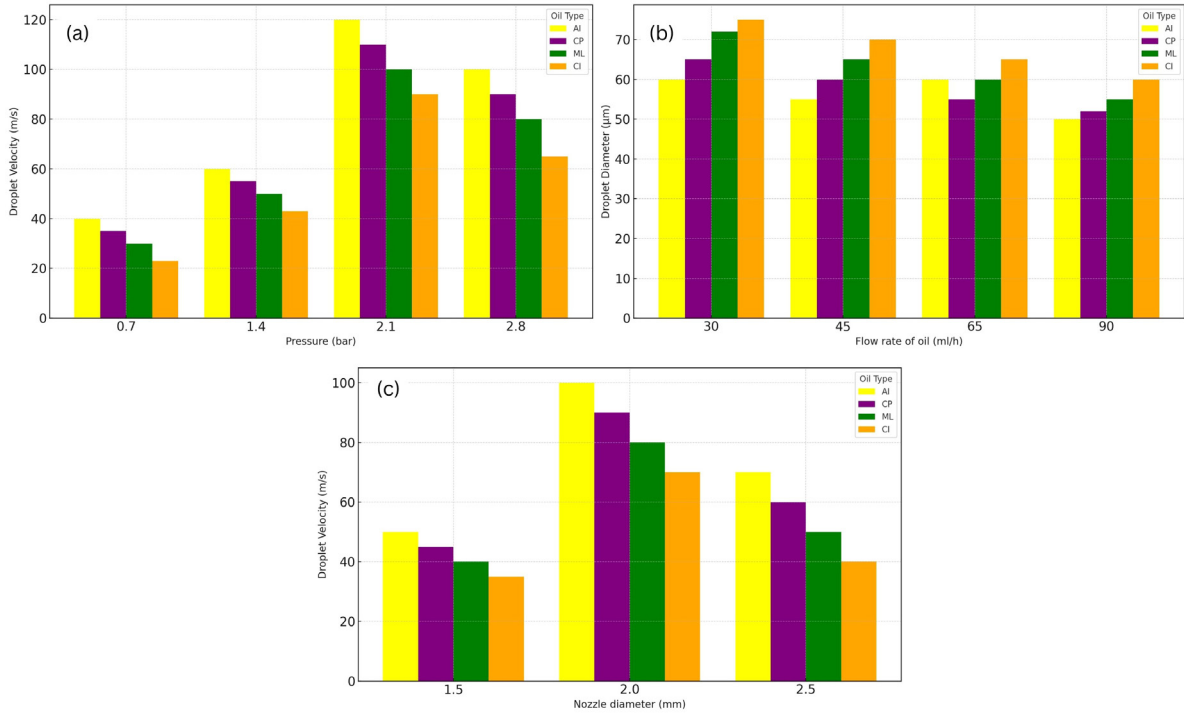 (a)
Oil Type
AI
CP
ML
CI
Droplet Velocity (m/s)
120
100
80
60
40
20
0
0.7 1.4 2.1 2.8
Pressure (bar)
(b)
Oil Type
AI
CP
ML
CI
Droplet Diameter (µm)
70
60
50
40
30
20
10
0
30 45 65 90
Flow rate of oil (ml/h)
(c)
Oil Type
AI
CP
ML
CI
Droplet Velocity (m/s)
100
80
60
40
20
0
1.5 2.0 2.5
Nozzle diameter (mm)